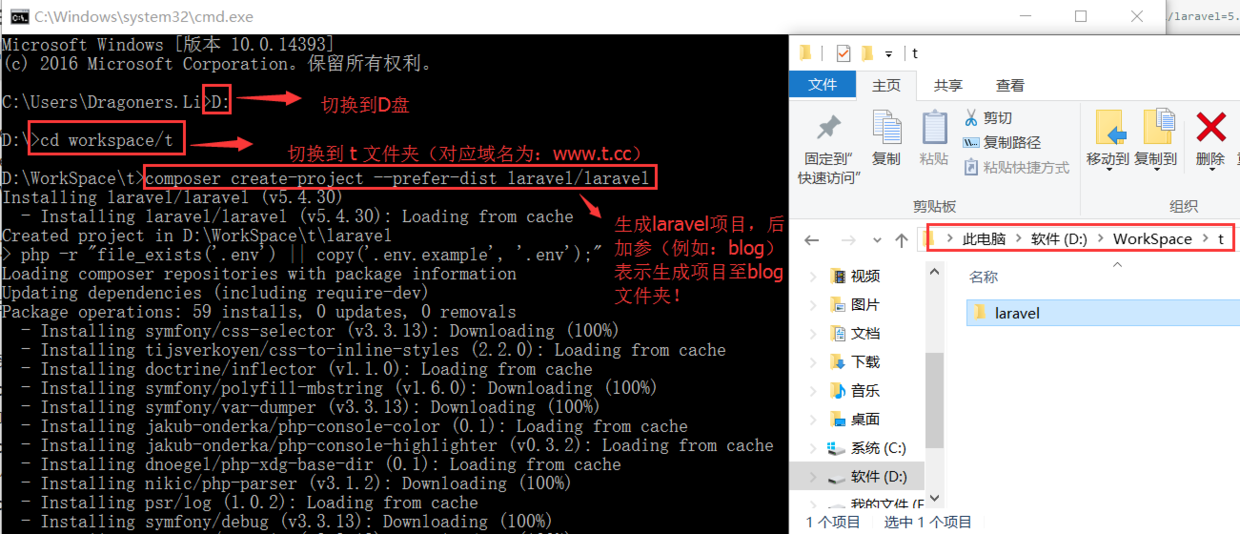 C:\Windows\system32\cmd.exe
/laravel=5.
Microsoft Windows [版本 10.0.14393]
(c) 2016 Microsoft Corporation。保留所有权利。
C:\Users\Dragoners.Li>D:
切换到D盘
D:\>cd workspace/t
切换到 t 文件夹（对应域名为：www.t.cc）
D:\WorkSpace\t>composer create-project --prefer-dist laravel/laravel
Installing laravel/laravel (v5.4.30)
- Installing laravel/laravel (v5.4.30): Loading from cache
Created project in D:\WorkSpace\t\laravel
> php -r "file_exists('.env') || copy('.env.example', '.env');"
Loading composer repositories with package information
Updating dependencies (including require-dev)
Package operations: 59 installs, 0 updates, 0 removals
- Installing symfony/css-selector (v3.3.13): Downloading (100%)
- Installing tijsverkoyen/css-to-inline-styles (2.2.0): Loading from cache
- Installing doctrine/inflector (v1.1.0): Loading from cache
- Installing symfony/polyfill-mbstring (v1.6.0): Downloading (100%)
- Installing symfony/var-dumper (v3.3.13): Downloading (100%)
- Installing jakub-onderka/php-console-color (0.1): Loading from cache
- Installing jakub-onderka/php-console-highlighter (v0.3.2): Loading from cache
- Installing dnoegel/php-xdg-base-dir (0.1): Loading from cache
- Installing nikic/php-parser (v3.1.2): Downloading (100%)
- Installing psr/log (1.0.2): Loading from cache
- Installing symfony/debug (v3.3.13): Downloading (100%)
生成laravel项目，后
加参（例如：blog）
表示生成项目至blog
文件夹！
t
文件 主页 共享 查看
固定到"
快速访问"
复制
粘贴
剪切
复制路径
粘贴快捷方式
剪贴板
移动到 复制到 删除
组织
此电脑 > 软件 (D:) > WorkSpace > t
名称
laravel
视频
图片
文档
下载
音乐
桌面
系统 (C:)
软件 (D:)
1 个项目 选中 1 个项目